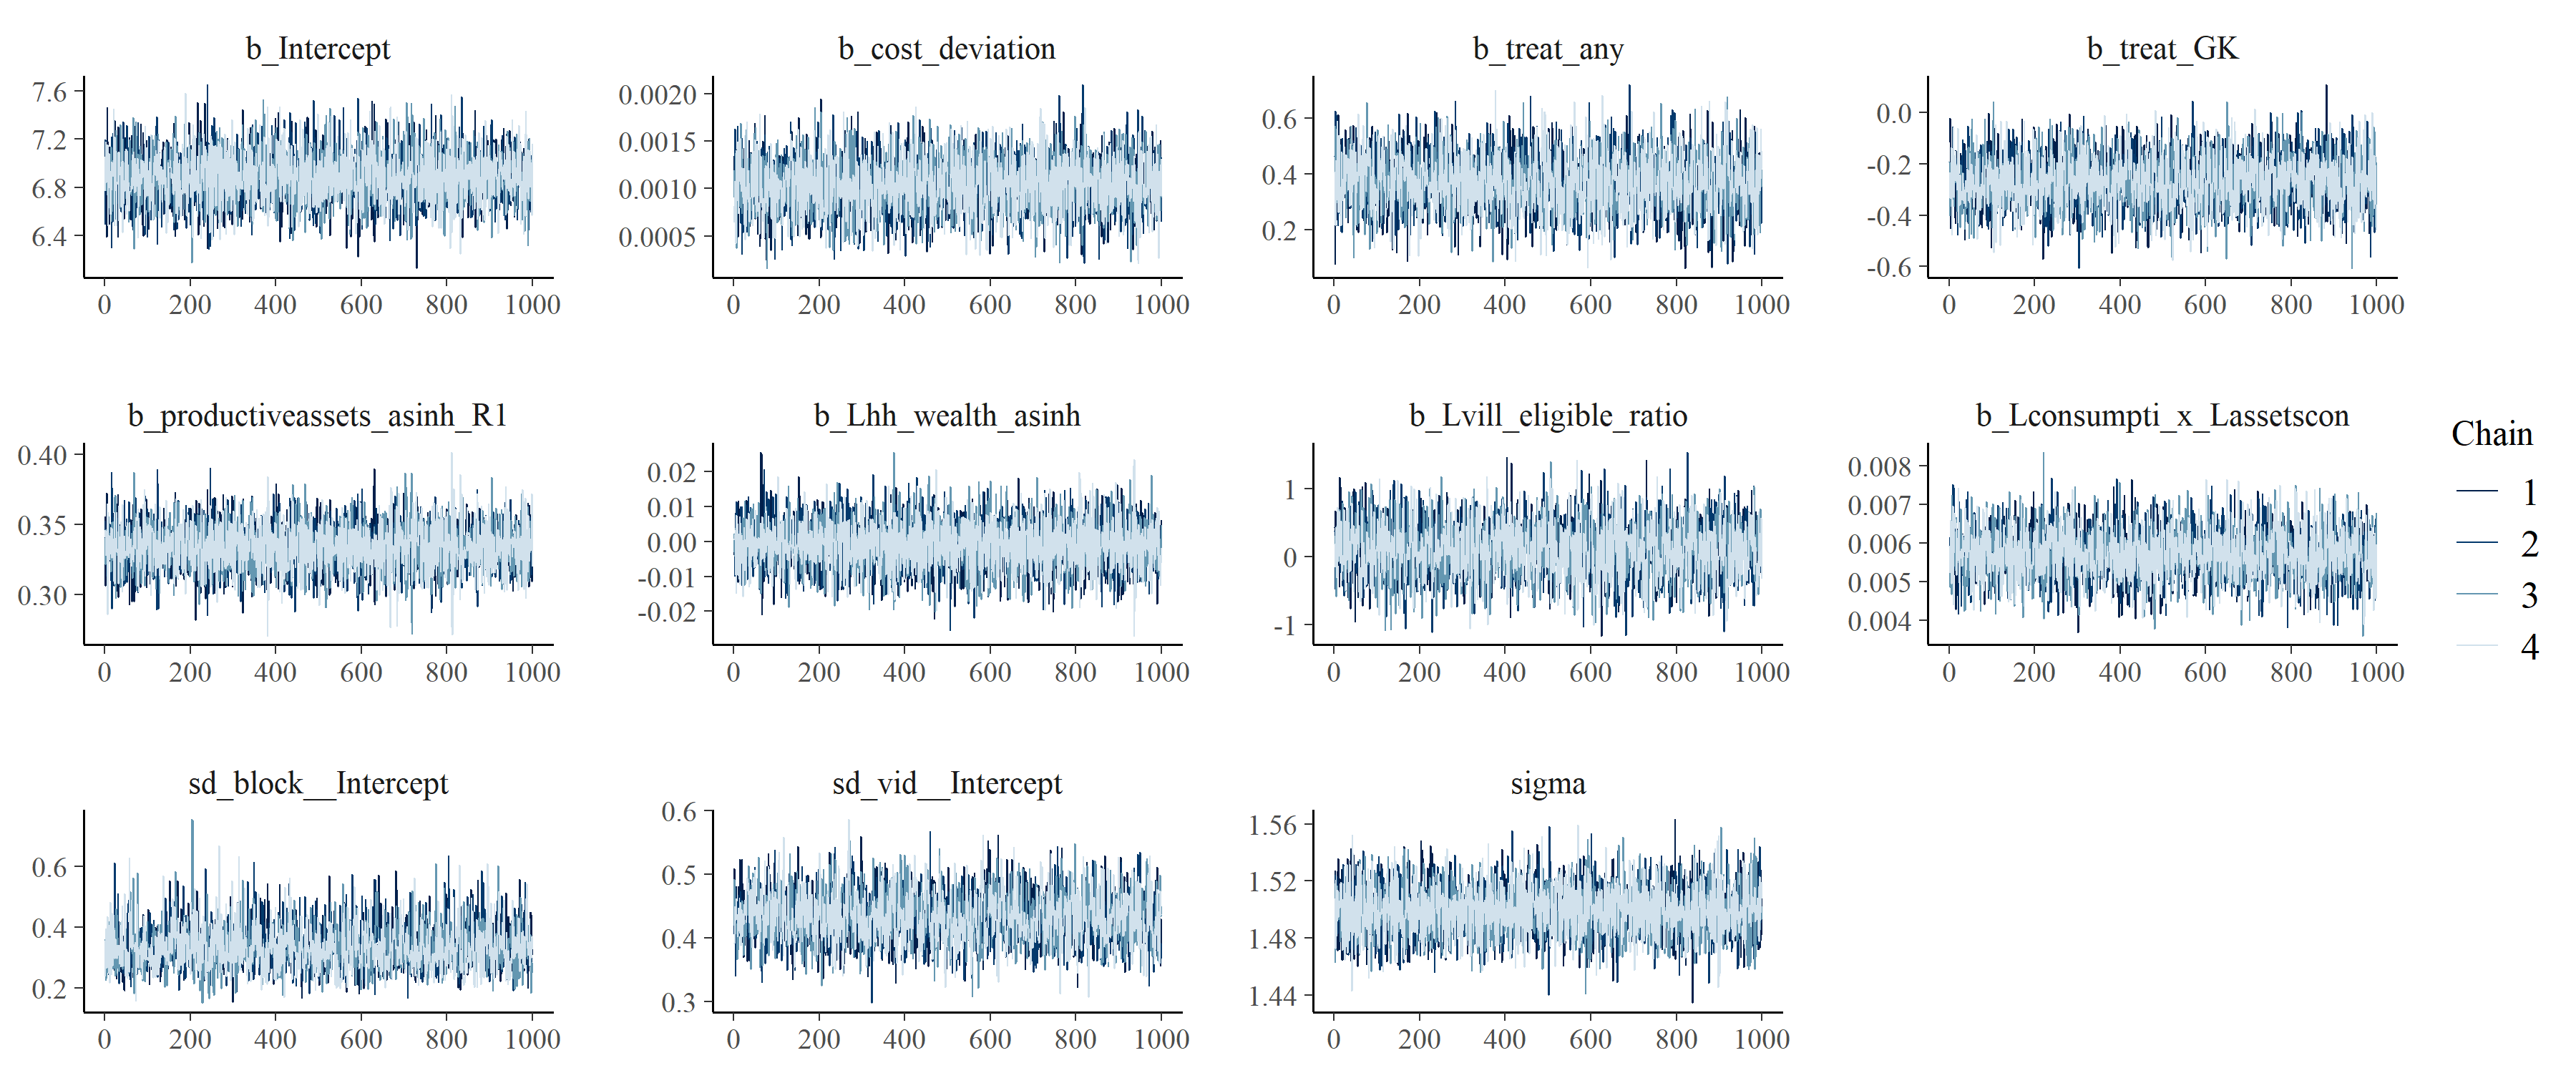 b_Intercept
7.6
7.2
6.8
6.4
0 200 400 600 800 1000
b_cost_deviation
0.0020
0.0015
0.0010
0.0005
0 200 400 600 800 1000
b_treat_any
0.6
0.4
0.2
0 200 400 600 800 1000
b_treat_GK
0.0
-0.2
-0.4
-0.6
0 200 400 600 800 1000
b_productiveassets_asinh_R1
0.40
0.35
0.30
0 200 400 600 800 1000
b_Lhh_wealth_asinh
0.02
0.01
0.00
-0.01
-0.02
0 200 400 600 800 1000
b_Lvill_eligible_ratio
1
0
-1
0 200 400 600 800 1000
b_Lconsumpti_x_Lassetscon
0.008
0.007
0.006
0.005
0.004
0 200 400 600 800 1000
Chain
1
2
3
4
sd_block__Intercept
0.6
0.4
0.2
0 200 400 600 800 1000
sd_vid__Intercept
0.6
0.5
0.4
0.3
0 200 400 600 800 1000
sigma
1.56
1.52
1.48
1.44
0 200 400 600 800 1000